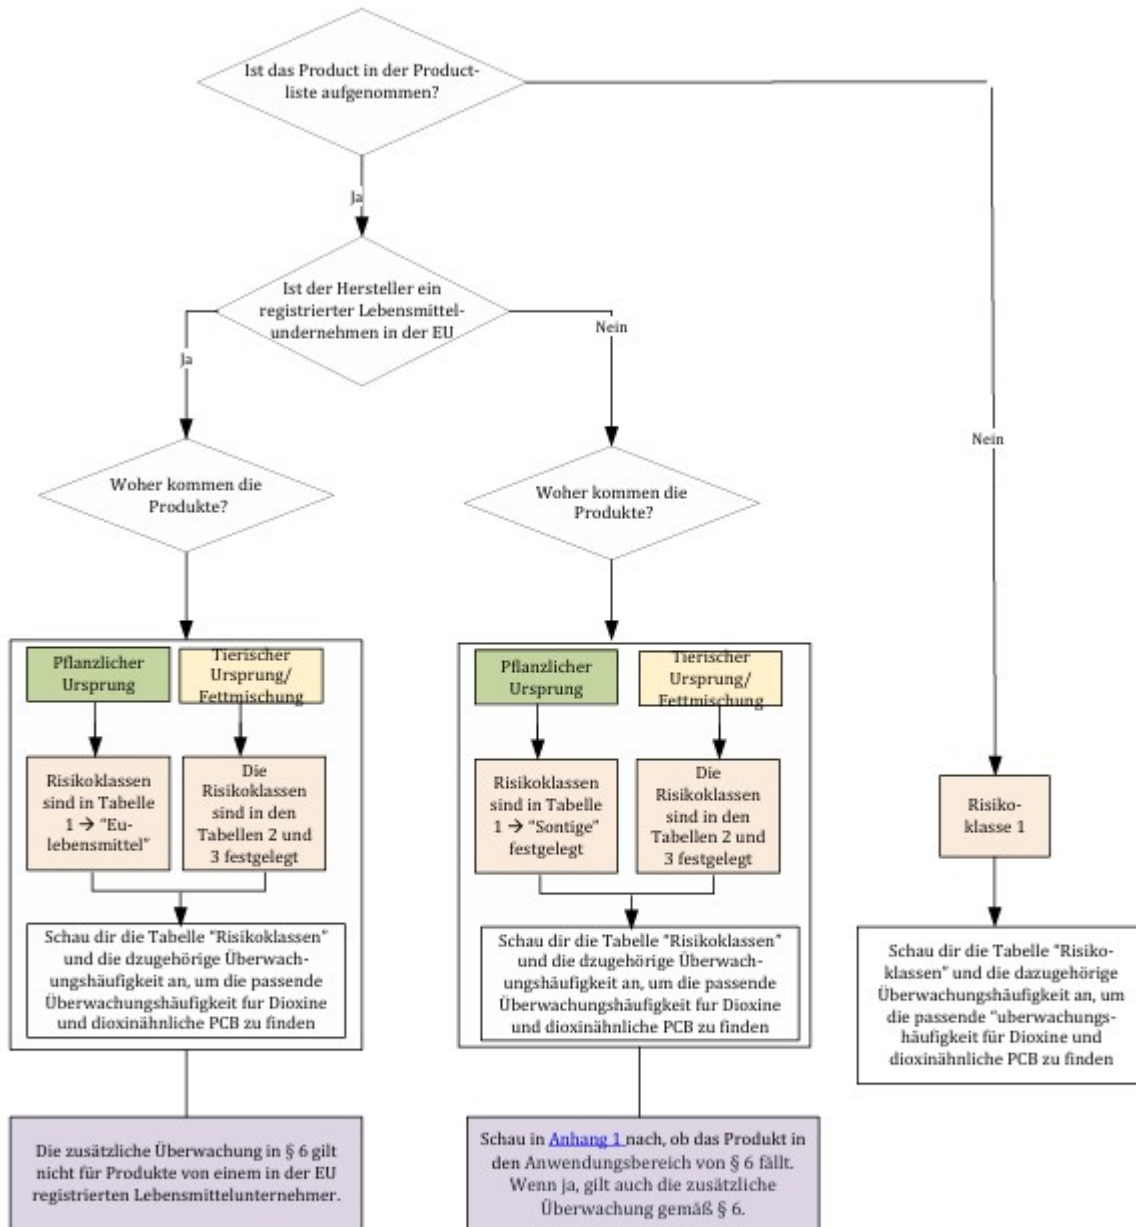 Ist das Product in der Product-
liste aufgenommen?
Ja
Ist der Hersteller ein
registrierter Lebensmittel-
undernehmen in der EU
Ja
Nein
Nein
Woher kommen die
Produkte?
Woher kommen die
Produkte?
Pflanzlicher
Ursprung
Tierischer
Ursprung/
Fettmischung
Risikoklassen
sind in Tabelle
1 → "Eu-
lebensmittel"
Die
Risikoklassen
sind in den
Tabellen 2 und
3 festgelegt
Schau dir die Tabelle "Risikoklassen"
und die dzugehörige Überwach-
ungshäufigkeit an, um die passende
Überwachungshäufigkeit fur Dioxine
und dioxinähnliche PCB zu finden
Die zusätzliche Überwachung in § 6 gilt
nicht für Produkte von einem in der EU
registrierten Lebensmittelunternehmer.
Pflanzlicher
Ursprung
Tierischer
Ursprung/
Fettmischung
Risikoklassen
sind in Tabelle
1 → "Sontige"
festgelegt
Die
Risikoklassen
sind in den
Tabellen 2 und
3 festgelegt
Schau dir die Tabelle "Risikoklassen"
und die dzugehörige Überwach-
ungshäufigkeit an, um die passende
Überwachungshäufigkeit fur Dioxine
und dioxinähnliche PCB zu finden
Schau in Anhang 1 nach, ob das Produkt in
den Anwendungsbereich von § 6 fällt.
Wenn ja, gilt auch die zusätzliche
Überwachung gemäß § 6.
Risiko-
klasse 1
Schau dir die Tabelle "Risiko-
klassen" und die dazugehörige
Überwachungshäufigkeit an, um
die passende "uberwachungs-
häufigkeit für Dioxine und
dioxinähnliche PCB zu finden